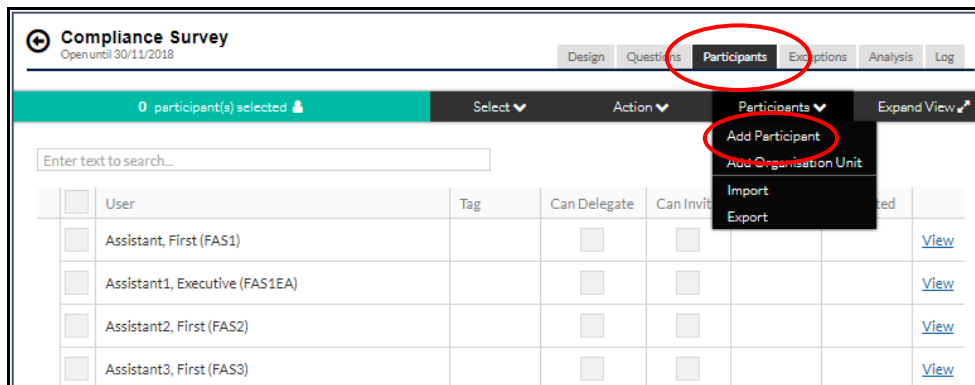 Compliance Survey
Open until 30/11/2018
Design Questions Participants Exceptions Analysis Log
0 participant(s) selected Select Action Participants Expand View
Add Participant
Enter text to search... Add Organisation Unit
Import
User Tag Can Delegate Can Invit ted
Export
Assistant, First (FAS1) View
Assistant1, Executive (FAS1EA) View
Assistant2, First (FAS2) View
Assistant3, First (FAS3) View